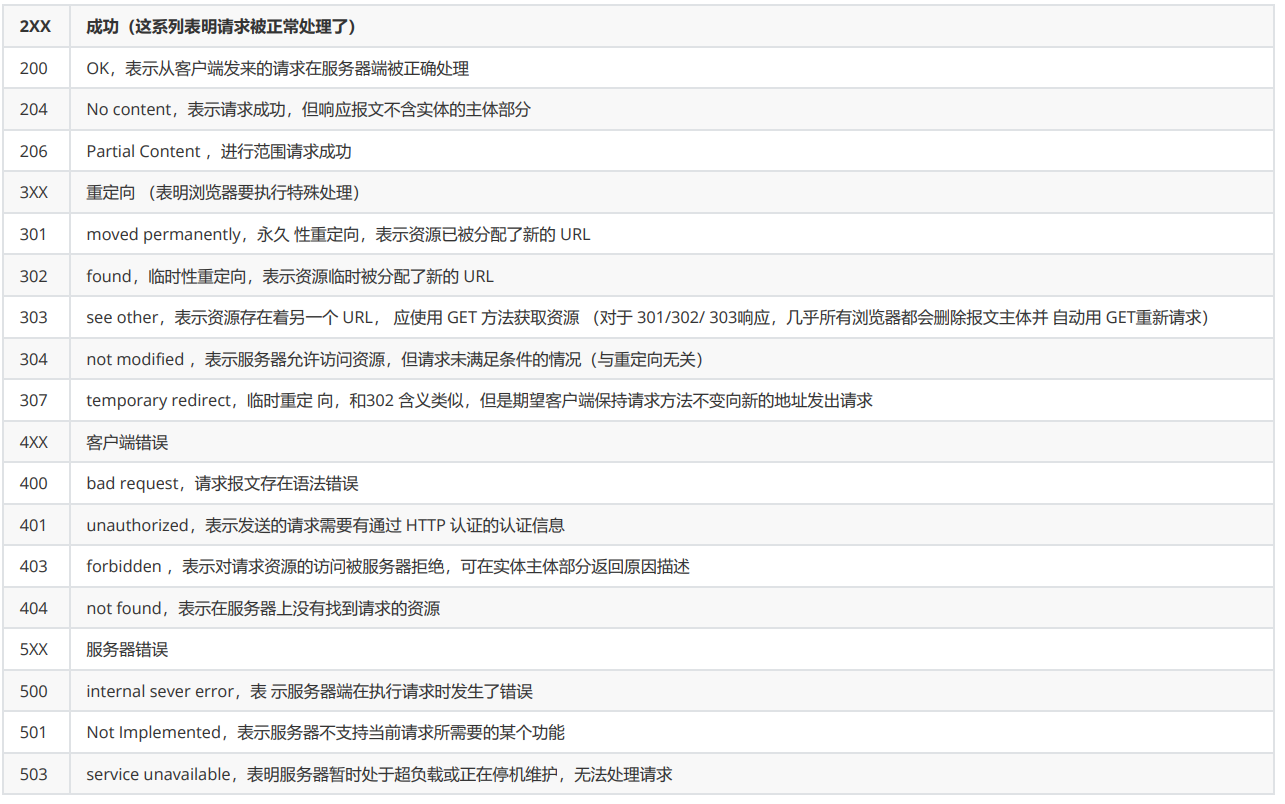 2XX 成功（这系列表明请求被正常处理了）
200 OK，表示从客户端发来的请求在服务器端被正确处理
204 No content，表示请求成功，但响应报文不含实体的主体部分
206 Partial Content ，进行范围请求成功
3XX 重定向 （表明浏览器要执行特殊处理）
301 moved permanently，永久 性重定向，表示资源已被分配了新的 URL
302 found，临时性重定向，表示资源临时被分配了新的 URL
303 see other，表示资源存在着另一个 URL， 应使用 GET 方法获取资源 （对于 301/302/ 303响应，几乎所有浏览器都会删除报文主体并 自动用 GET重新请求）
304 not modified ，表示服务器允许访问资源，但请求未满足条件的情况（与重定向无关）
307 temporary redirect，临时重定 向，和302 含义类似，但是期望客户端保持请求方法不变向新的地址发出请求
4XX 客户端错误
400 bad request，请求报文存在语法错误
401 unauthorized，表示发送的请求需要有通过 HTTP 认证的认证信息
403 forbidden ，表示对请求资源的访问被服务器拒绝，可在实体主体部分返回原因描述
404 not found，表示在服务器上没有找到请求的资源
5XX 服务器错误
500 internal sever error，表 示服务器端在执行请求时发生了错误
501 Not Implemented，表示服务器不支持当前请求所需要的某个功能
503 service unavailable，表明服务器暂时处于超负载或正在停机维护，无法处理请求